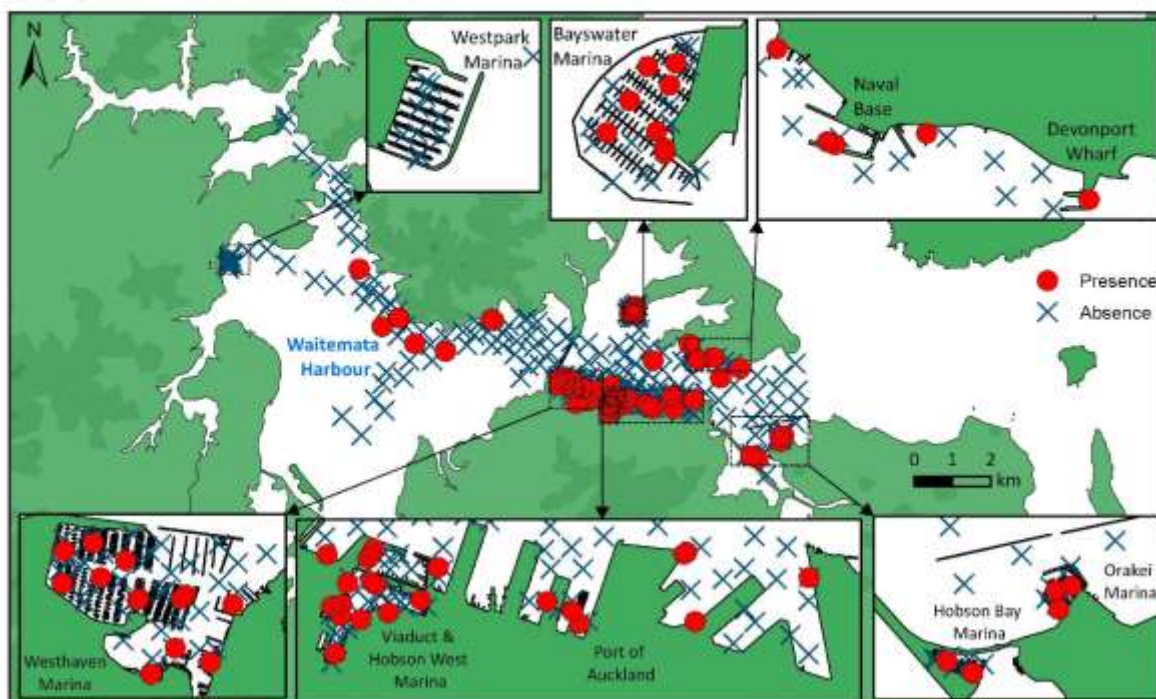 N
Westpark
Marina
Bayswater
Marina
Naval
Base
Devonport
Wharf
Presence
Absence
Waitemata
Harbour
0 1 2
km
Westhaven
Marina
Viaduct &
Hobson West
Marina
Port of
Auckland
Hobson Bay
Marina
Orakei
Marina